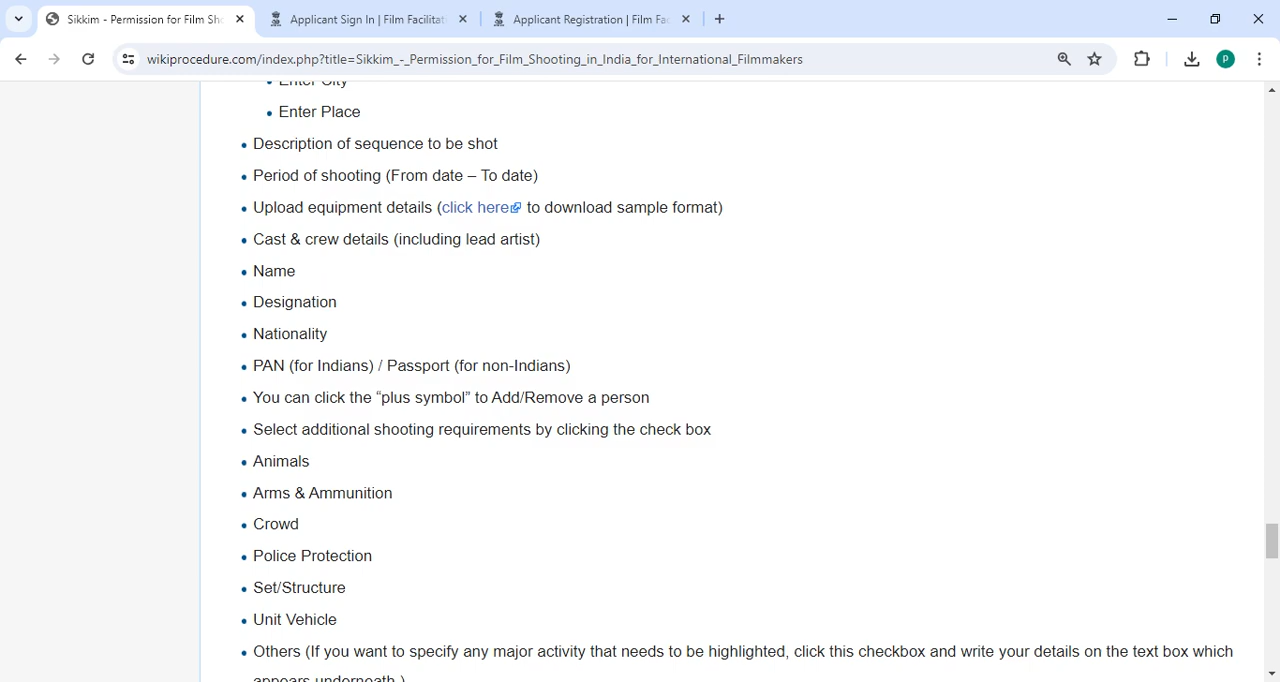 Sikkim - Permission for Film Sh
Applicant Sign In | Film Facilitat
Applicant Registration | Film Fac
wikiprocedure.com/index.php?title=Sikkim_-_Permission_for_Film_Shooting_in_India_for_International_Filmmakers
P
Enter City
Enter Place
Description of sequence to be shot
Period of shooting (From date – To date)
Upload equipment details (click here to download sample format)
Cast & crew details (including lead artist)
Name
Designation
Nationality
PAN (for Indians) / Passport (for non-Indians)
You can click the “plus symbol” to Add/Remove a person
Select additional shooting requirements by clicking the check box
Animals
Arms & Ammunition
Crowd
Police Protection
Set/Structure
Unit Vehicle
Others (If you want to specify any major activity that needs to be highlighted, click this checkbox and write your details on the text box which
appears underneath.)